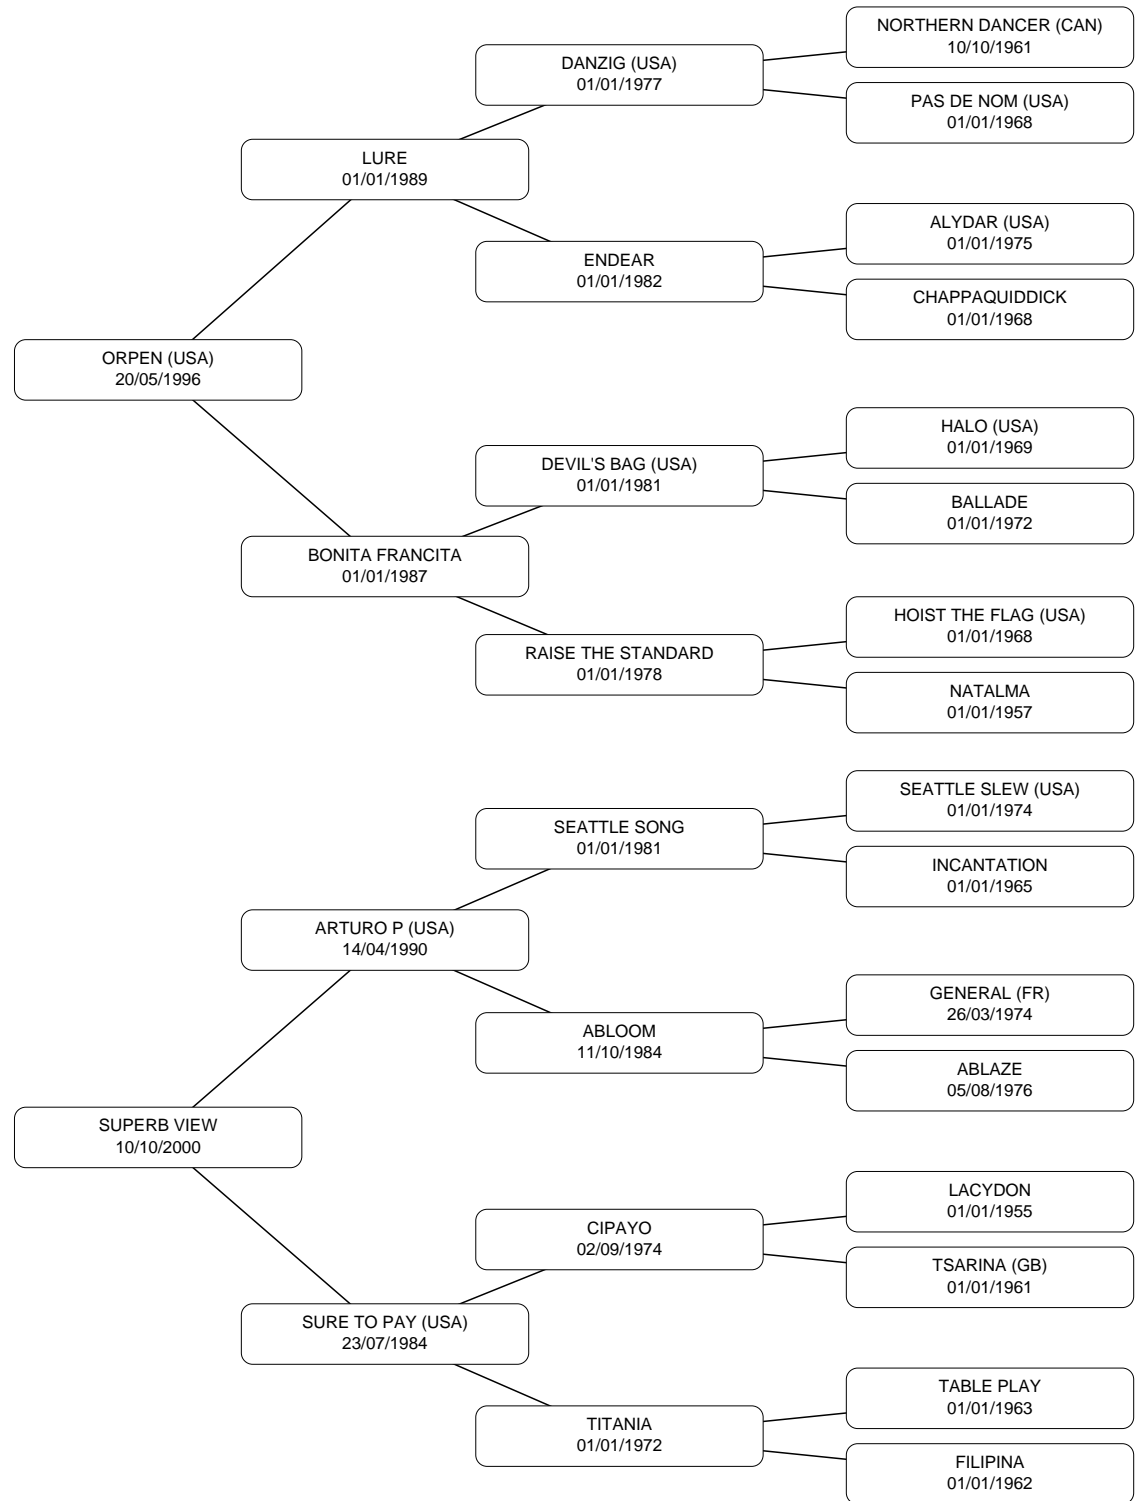 NORTHERN DANCER (CAN)
10/10/1961
DANZIG (USA)
01/01/1977
PAS DE NOM (USA)
01/01/1968
LURE
01/01/1989
ALYDAR (USA)
01/01/1975
ENDEAR
01/01/1982
CHAPPAQUIDDICK
01/01/1968
ORPEN (USA)
20/05/1996
HALO (USA)
01/01/1969
DEVIL'S BAG (USA)
01/01/1981
BALLADE
01/01/1972
BONITA FRANCITA
01/01/1987
HOIST THE FLAG (USA)
01/01/1968
RAISE THE STANDARD
01/01/1978
NATALMA
01/01/1957
SEATTLE SLEW (USA)
01/01/1974
SEATTLE SONG
01/01/1981
INCANTATION
01/01/1965
ARTURO P (USA)
14/04/1990
GENERAL (FR)
26/03/1974
ABLOOM
11/10/1984
ABLAZE
05/08/1976
SUPERB VIEW
10/10/2000
LACYDON
01/01/1955
CIPAYO
02/09/1974
TSARINA (GB)
01/01/1961
SURE TO PAY (USA)
23/07/1984
TABLE PLAY
01/01/1963
TITANIA
01/01/1972
FILIPINA
01/01/1962